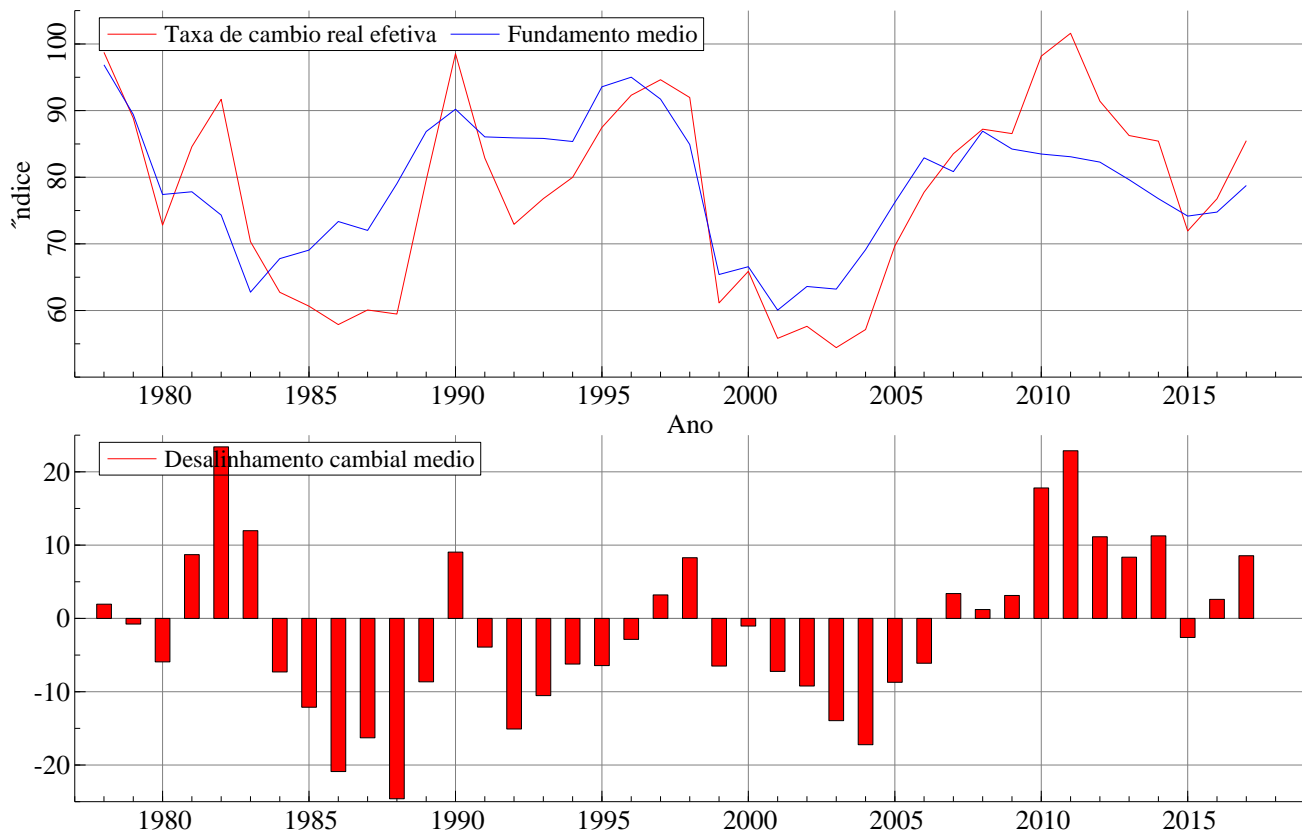 Taxa de cambio real efetiva Fundamento medio
100
90
80
70
60
˝ndice
1980 1985 1990 1995 2000 2005 2010 2015
Ano
Desalinhamento cambial medio
20
10
0
-10
-20
1980 1985 1990 1995 2000 2005 2010 2015